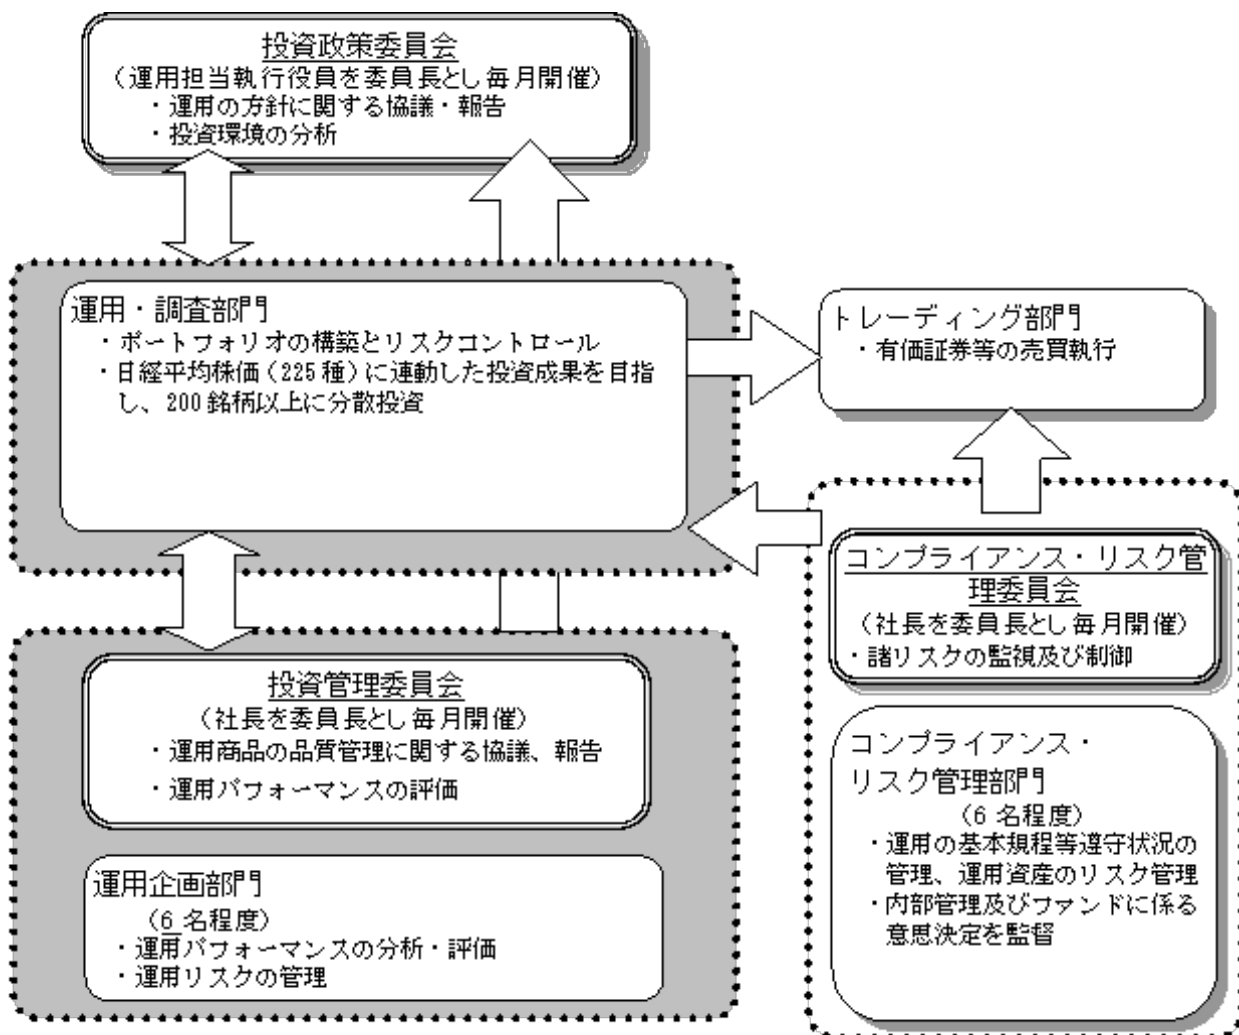 投資政策委員会
（運用担当執行役員を委員長とし毎月開催）
・運用の方針に関する協議・報告
・投資環境の分析
運用・調査部門
・ポートフォリオの構築とリスクコントロール
・日経平均株価（225種）に連動した投資成果を目指
し、200銘柄以上に分散投資
トレーディング部門
・有価証券等の売買執行
投資管理委員会
（社長を委員長とし毎月開催）
・運用商品の品質管理に関する協議、報告
・運用パフォーマンスの評価
運用企画部門
（6名程度）
・運用パフォーマンスの分析・評価
・運用リスクの管理
コンプライアンス・リスク管
理委員会
（社長を委員長とし毎月開催）
・諸リスクの監視及び制御
コンプライアンス・
リスク管理部門
（6名程度）
・運用の基本規程等遵守状況の
管理、運用資産のリスク管理
・内部管理及びファンドに係る
意思決定を監督